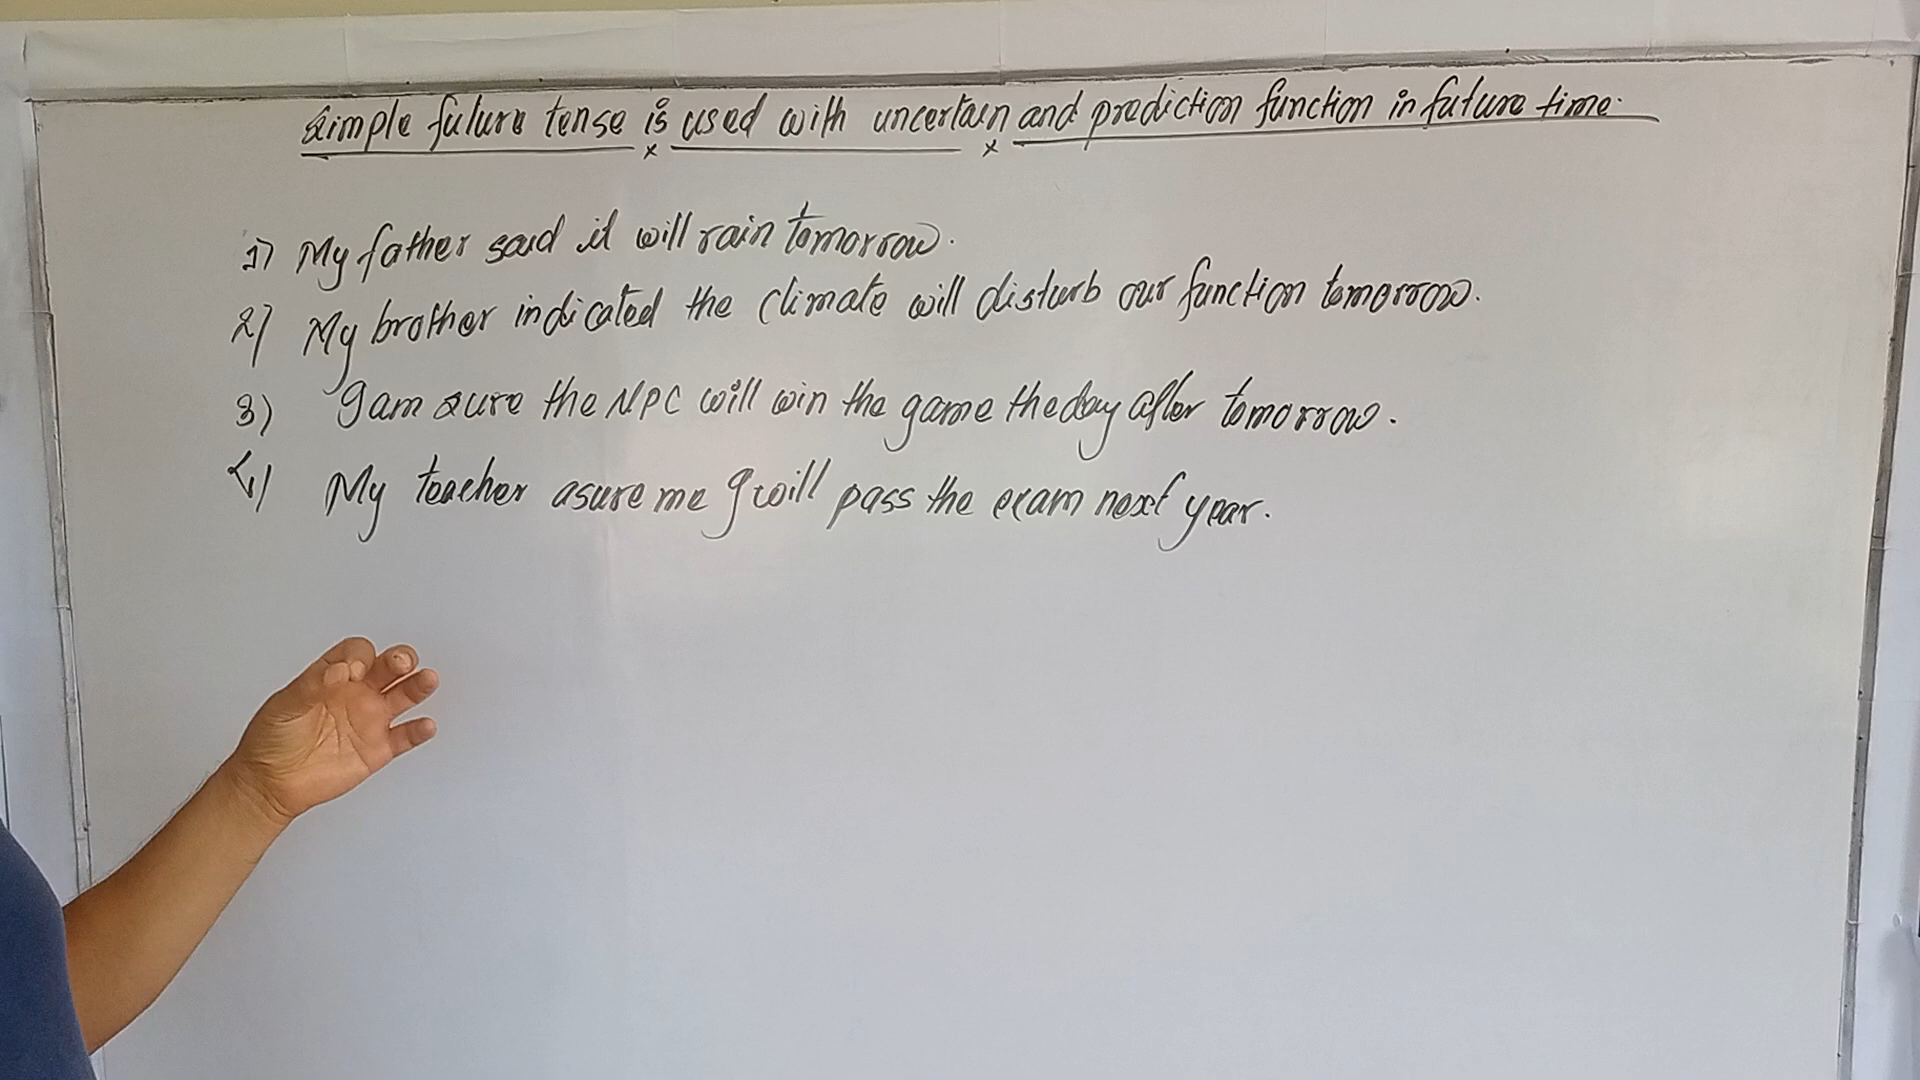 Simple future tense is used with uncertain and prediction function in future time.
1) My father said it will rain tomorrow.
2) My brother indicated the climate will disturb our function tomorrow.
3) I am sure the NPC will win the game the day after tomorrow.
4) My teacher asure me I will pass the exam next year.